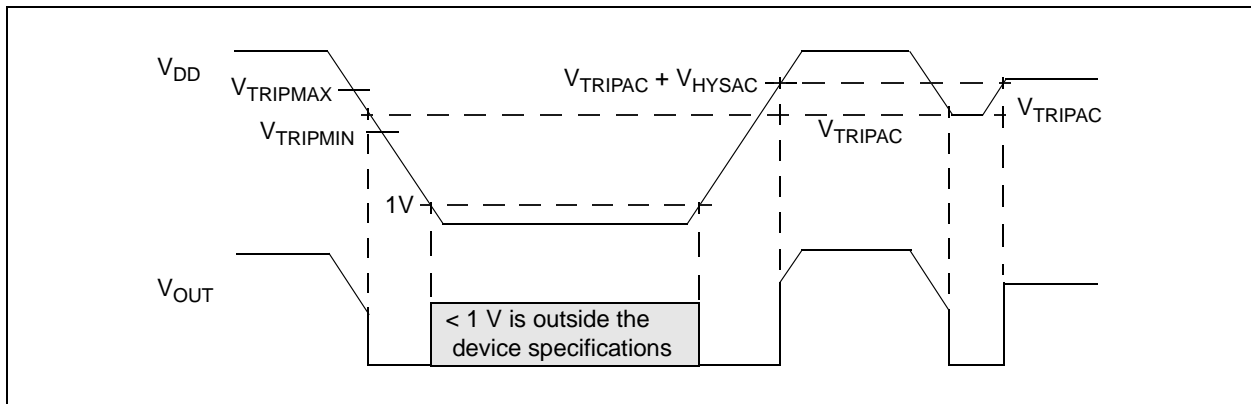 VDD
VTRIPMAX
VTRIPMIN
1V
VTRIPAC + VHYSAC
VTRIPAC
VTRIPAC
VOUT
< 1 V is outside the
device specifications